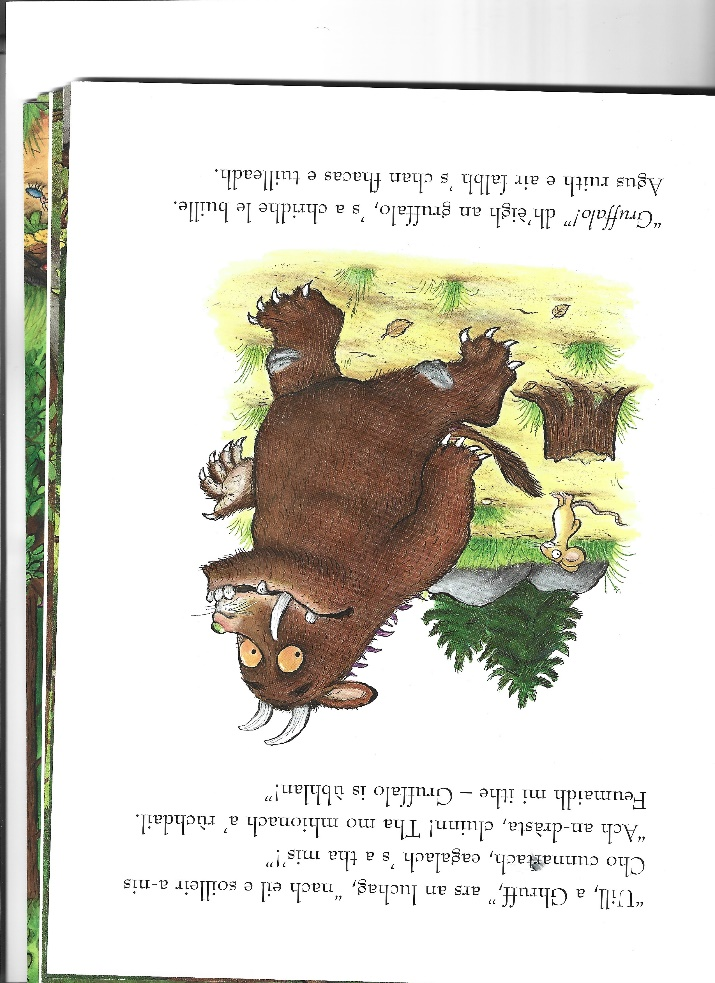 “Uill, a Ghruff,” ars an luchag, “nach eil e soilleir a-nis
Cho cunnartach, eagalach ’s a tha mis’!”
“Ach an-dràsta, cluinn! Tha mo mhionach a’ rùchdail.
Feumaidh mi ithe – Gruffalo is ùbhlan!”
“Gruffalo!” dh’èigh an gruffalo, ’s a chridhe le buille.
Agus ruith e air falbh ’s chan fhacas e tuilleadh.